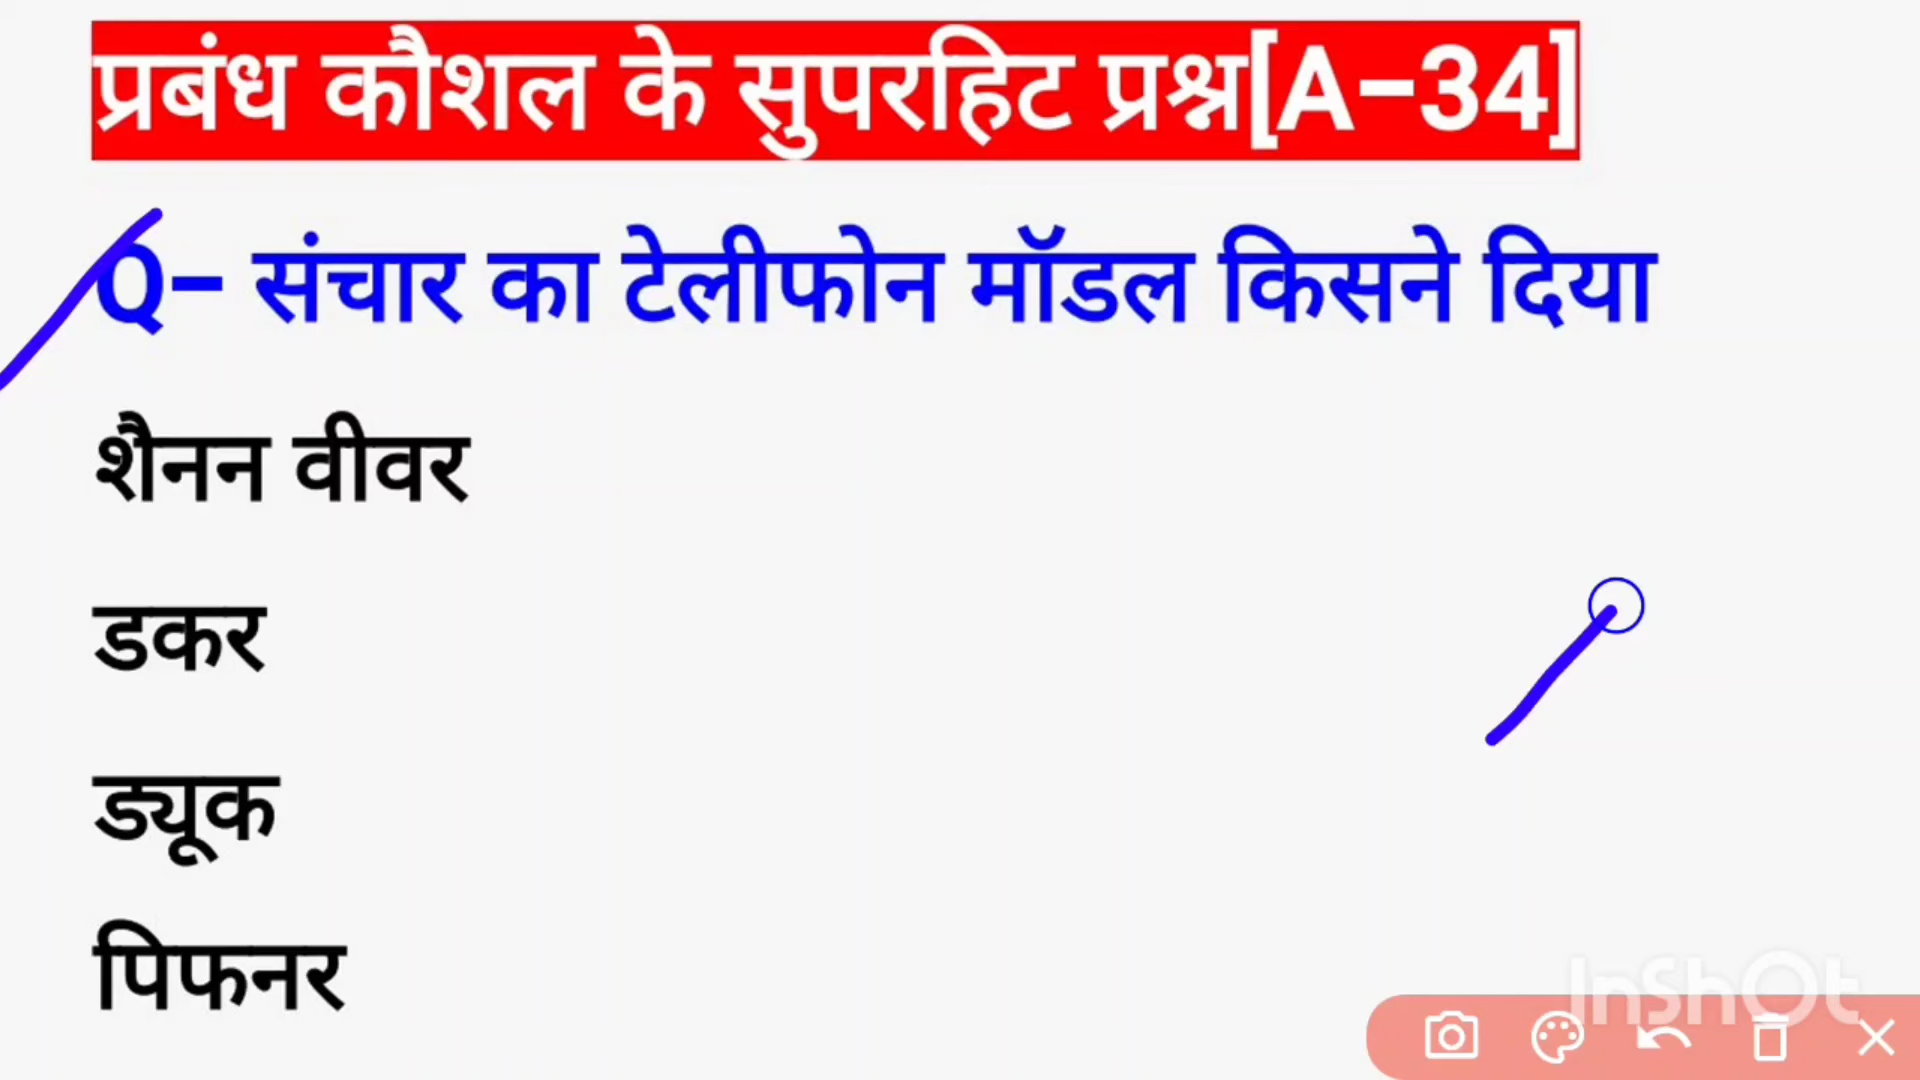 प्रबंध कौशल के सुपरहिट प्रश्न[A-34]
Q- संचार का टेलीफोन मॉडल किसने दिया
शैनन वीवर
डकर
ड्यूक
पिफनर
InShOt